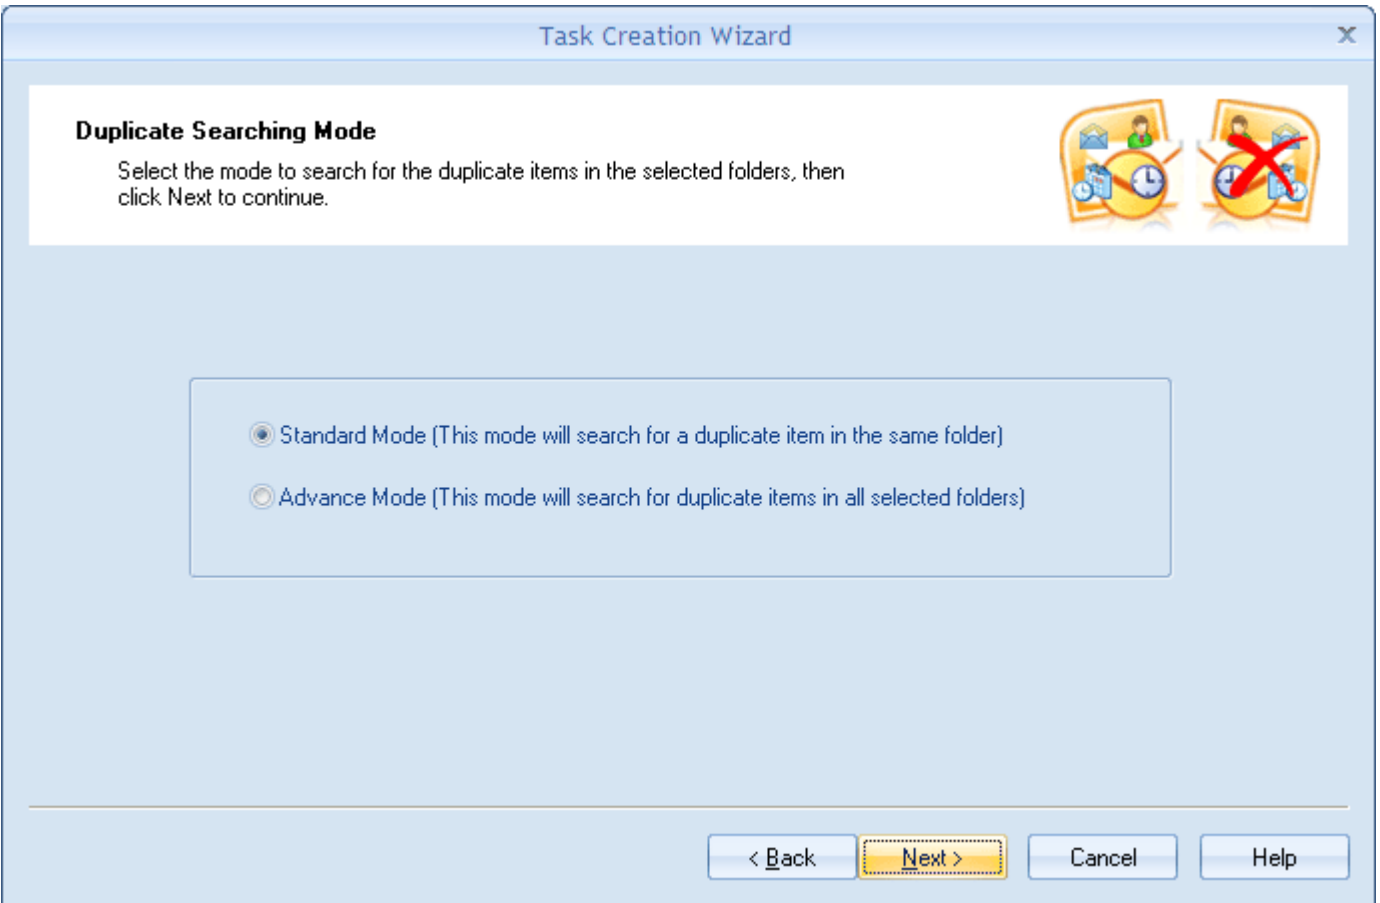 Task Creation Wizard
x
Duplicate Searching Mode
Select the mode to search for the duplicate items in the selected folders, then
click Next to continue.
Standard Mode (This mode will search for a duplicate item in the same folder)
Advance Mode (This mode will search for duplicate items in all selected folders)
< Back Next > Cancel Help